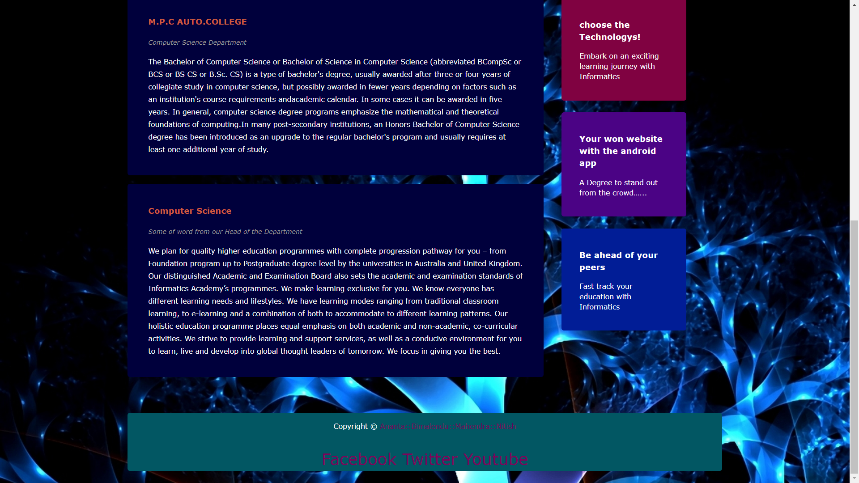 M.P.C AUTO.COLLEGE
Computer Science Department
The Bachelor of Computer Science or Bachelor of Science in Computer Science (abbreviated BCompSc or
BCS or BS CS or B.Sc. CS) is a type of bachelor's degree, usually awarded after three or four years of
collegiate study in computer science, but possibly awarded in fewer years depending on factors such as
an institution's course requirements andacademic calendar. In some cases it can be awarded in five
years. In general, computer science degree programs emphasize the mathematical and theoretical
foundations of computing.In many post-secondary institutions, an Honors Bachelor of Computer Science
degree has been introduced as an upgrade to the regular bachelor's program and usually requires at
least one additional year of study.
Computer Science
Some of word from our Head of the Department
We plan for quality higher education programmes with complete progression pathway for you – from
Foundation program up to Postgraduate degree level by the universities in Australia and United Kingdom.
Our distinguished Academic and Examination Board also sets the academic and examination standards of
Informatics Academy's programmes. We make learning exclusive for you. We know everyone has
different learning needs and lifestyles. We have learning modes ranging from traditional classroom
learning, to e-learning and a combination of both to accommodate to different learning patterns. Our
holistic education programme places equal emphasis on both academic and non-academic, co-curricular
activities. We strive to provide learning and support services, as well as a conducive environment for you
to learn, live and develop into global thought leaders of tomorrow. We focus in giving you the best.
choose the
Technologys!
Embark on an exciting
learning journey with
Informatics
Your won website
with the android
app
A Degree to stand out
from the crowd......
Be ahead of your
peers
Fast track your
education with
Informatics
Copyright ©
Facebook Twitter Youtube